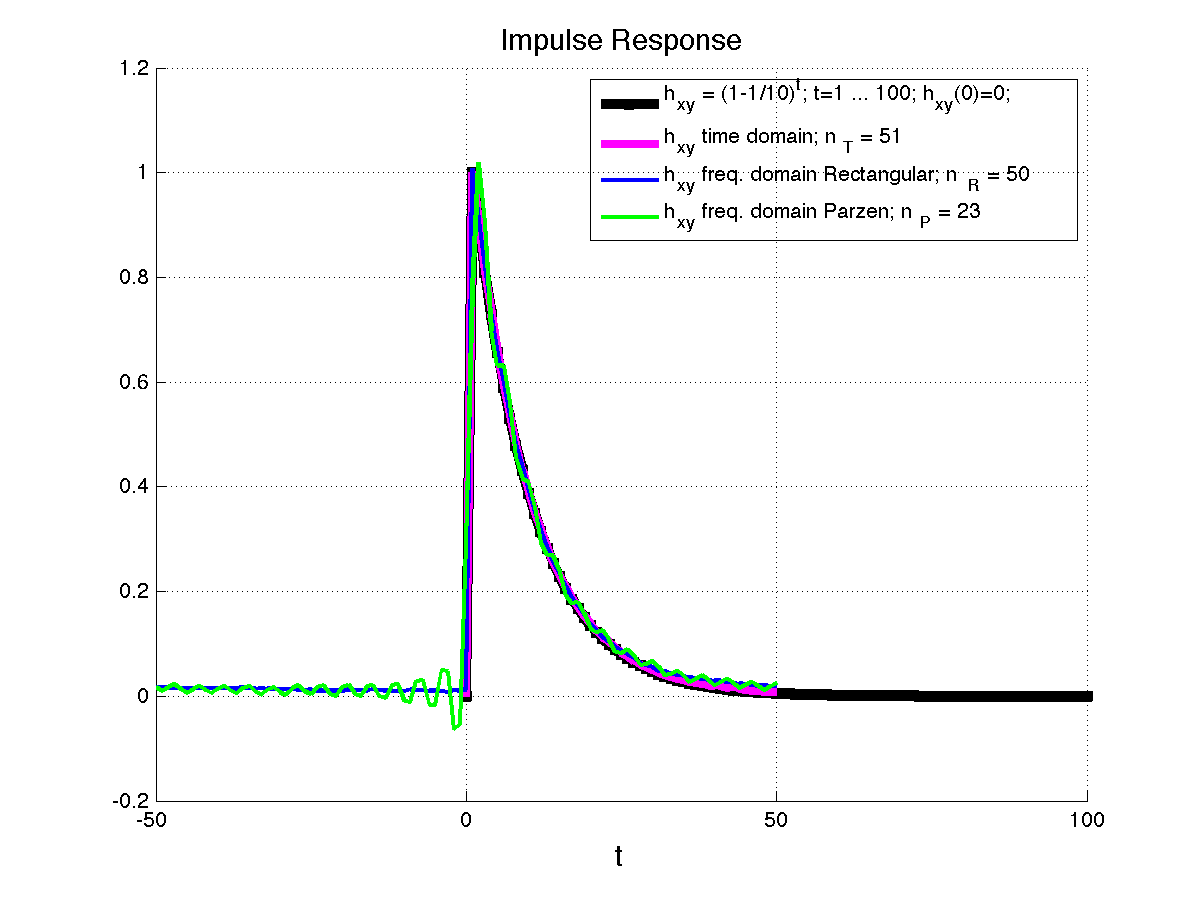 Impulse Response
1.2
1
0.8
0.6
0.4
0.2
0
-0.2
h_xy = (1-1/10)^t; t=1 ... 100; h_xy(0)=0;
h_xy time domain; n_T = 51
h_xy freq. domain Rectangular; n_R = 50
h_xy freq. domain Parzen; n_P = 23
-50 0 50 100
t